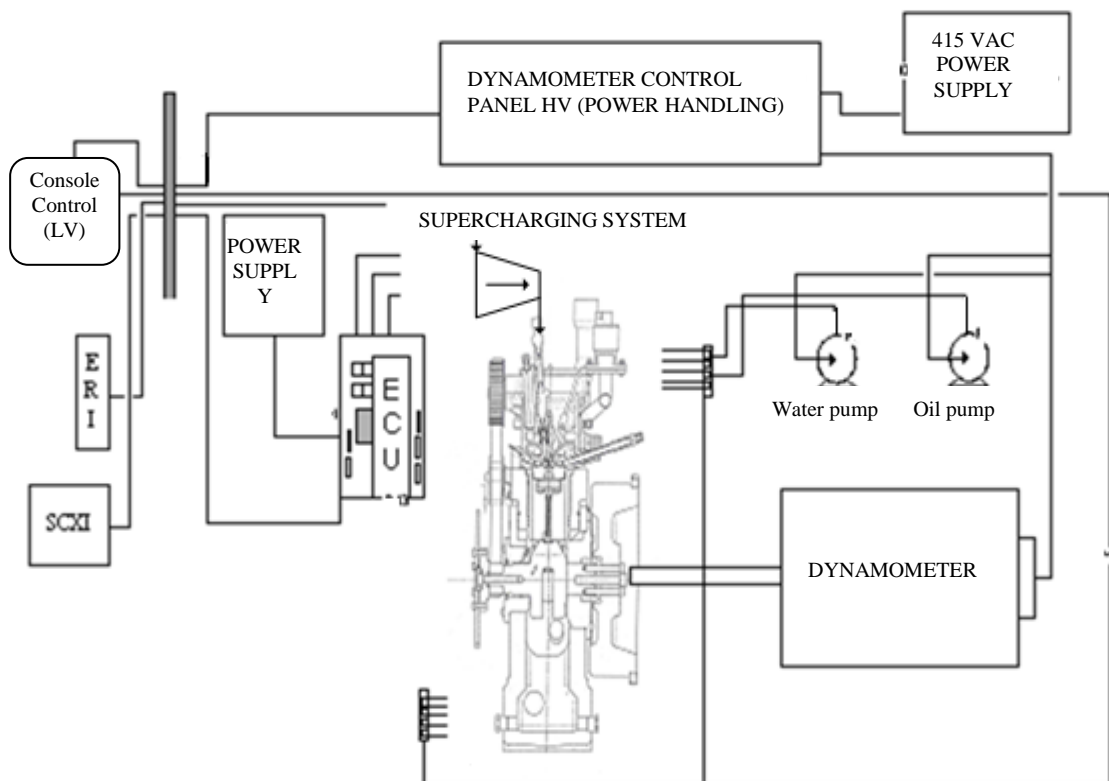 415 VAC
POWER
SUPPLY
DYNAMOMETER CONTROL
PANEL HV (POWER HANDLING)
Console
Control
(LV)
SUPERCHARGING SYSTEM
POWER
SUPPL
Y
E
R
I
E
C
U
Water pump
Oil pump
SCXI
DYNAMOMETER